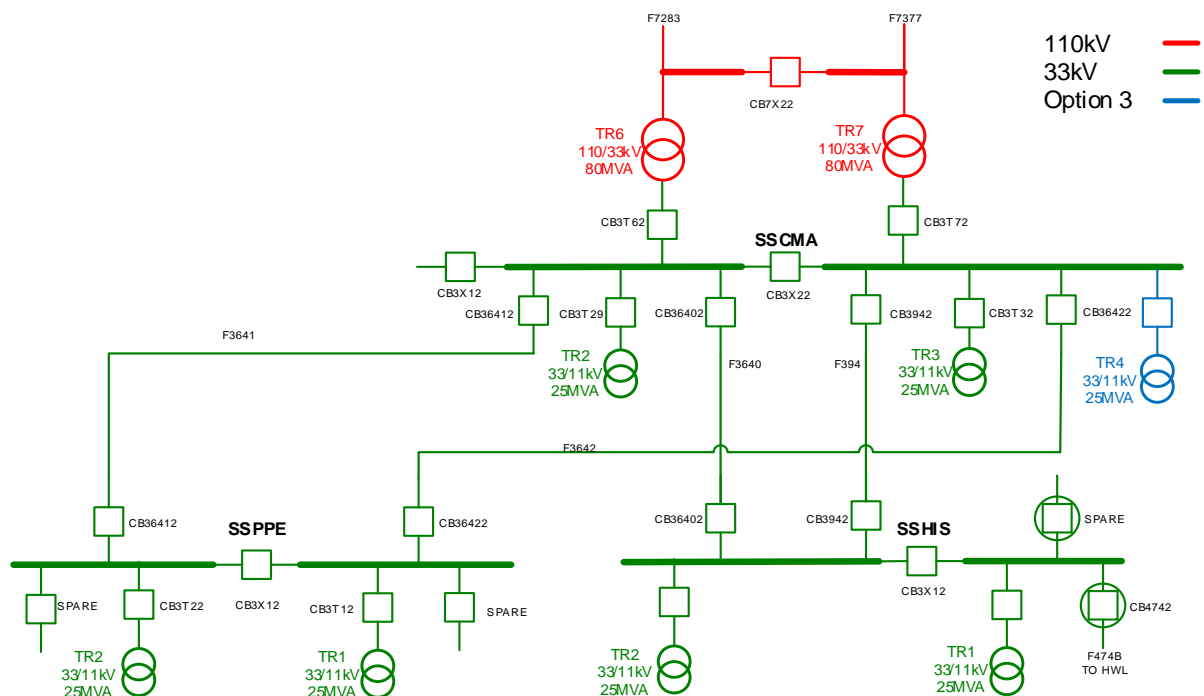 F7283
F7377
110kV
33kV
Option 3
CB7X22
TR6
110/33kV
80MVA
TR7
110/33kV
80MVA
CB3T62
CB3T72
SSCMA
CB3X12
CB3X22
CB36412
CB3T29
CB36402
CB3942
CB3T32
CB36422
F3641
TR2
33/11kV
25MVA
F3640
F394
TR3
33/11kV
25MVA
TR4
33/11kV
25MVA
F3642
CB36412
SSPPE
CB36422
CB36402
CB3942
SSHIS
SPARE
CB3X12
CB3X12
SPARE
CB3T22
CB3T12
SPARE
CB4742
TR2
33/11kV
25MVA
TR1
33/11kV
25MVA
TR2
33/11kV
25MVA
TR1
33/11kV
25MVA
F474B
TO HWL